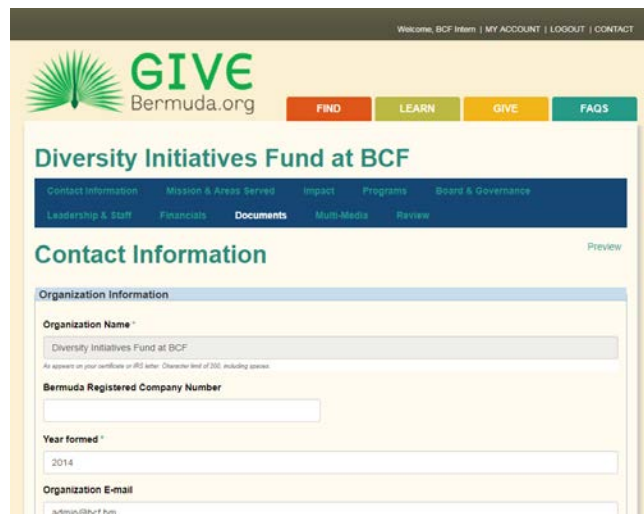 Welcome, BCF Intern | MY ACCOUNT | LOGOUT | CONTACT
GIVE
Bermuda.org
FIND LEARN GIVE FAQS
Diversity Initiatives Fund at BCF
Contact Information Mission & Areas Served Impact Programs Board & Governance
Leadership & Staff Financials Documents Multi-Media Review
Contact Information
Preview
Organization Information
Organization Name *
Diversity Initiatives Fund at BCF
As appears on your certificate or IRS letter. Character limit of 200, including spaces.
Bermuda Registered Company Number
Year formed *
2014
Organization E-mail
admin@bcf.bm